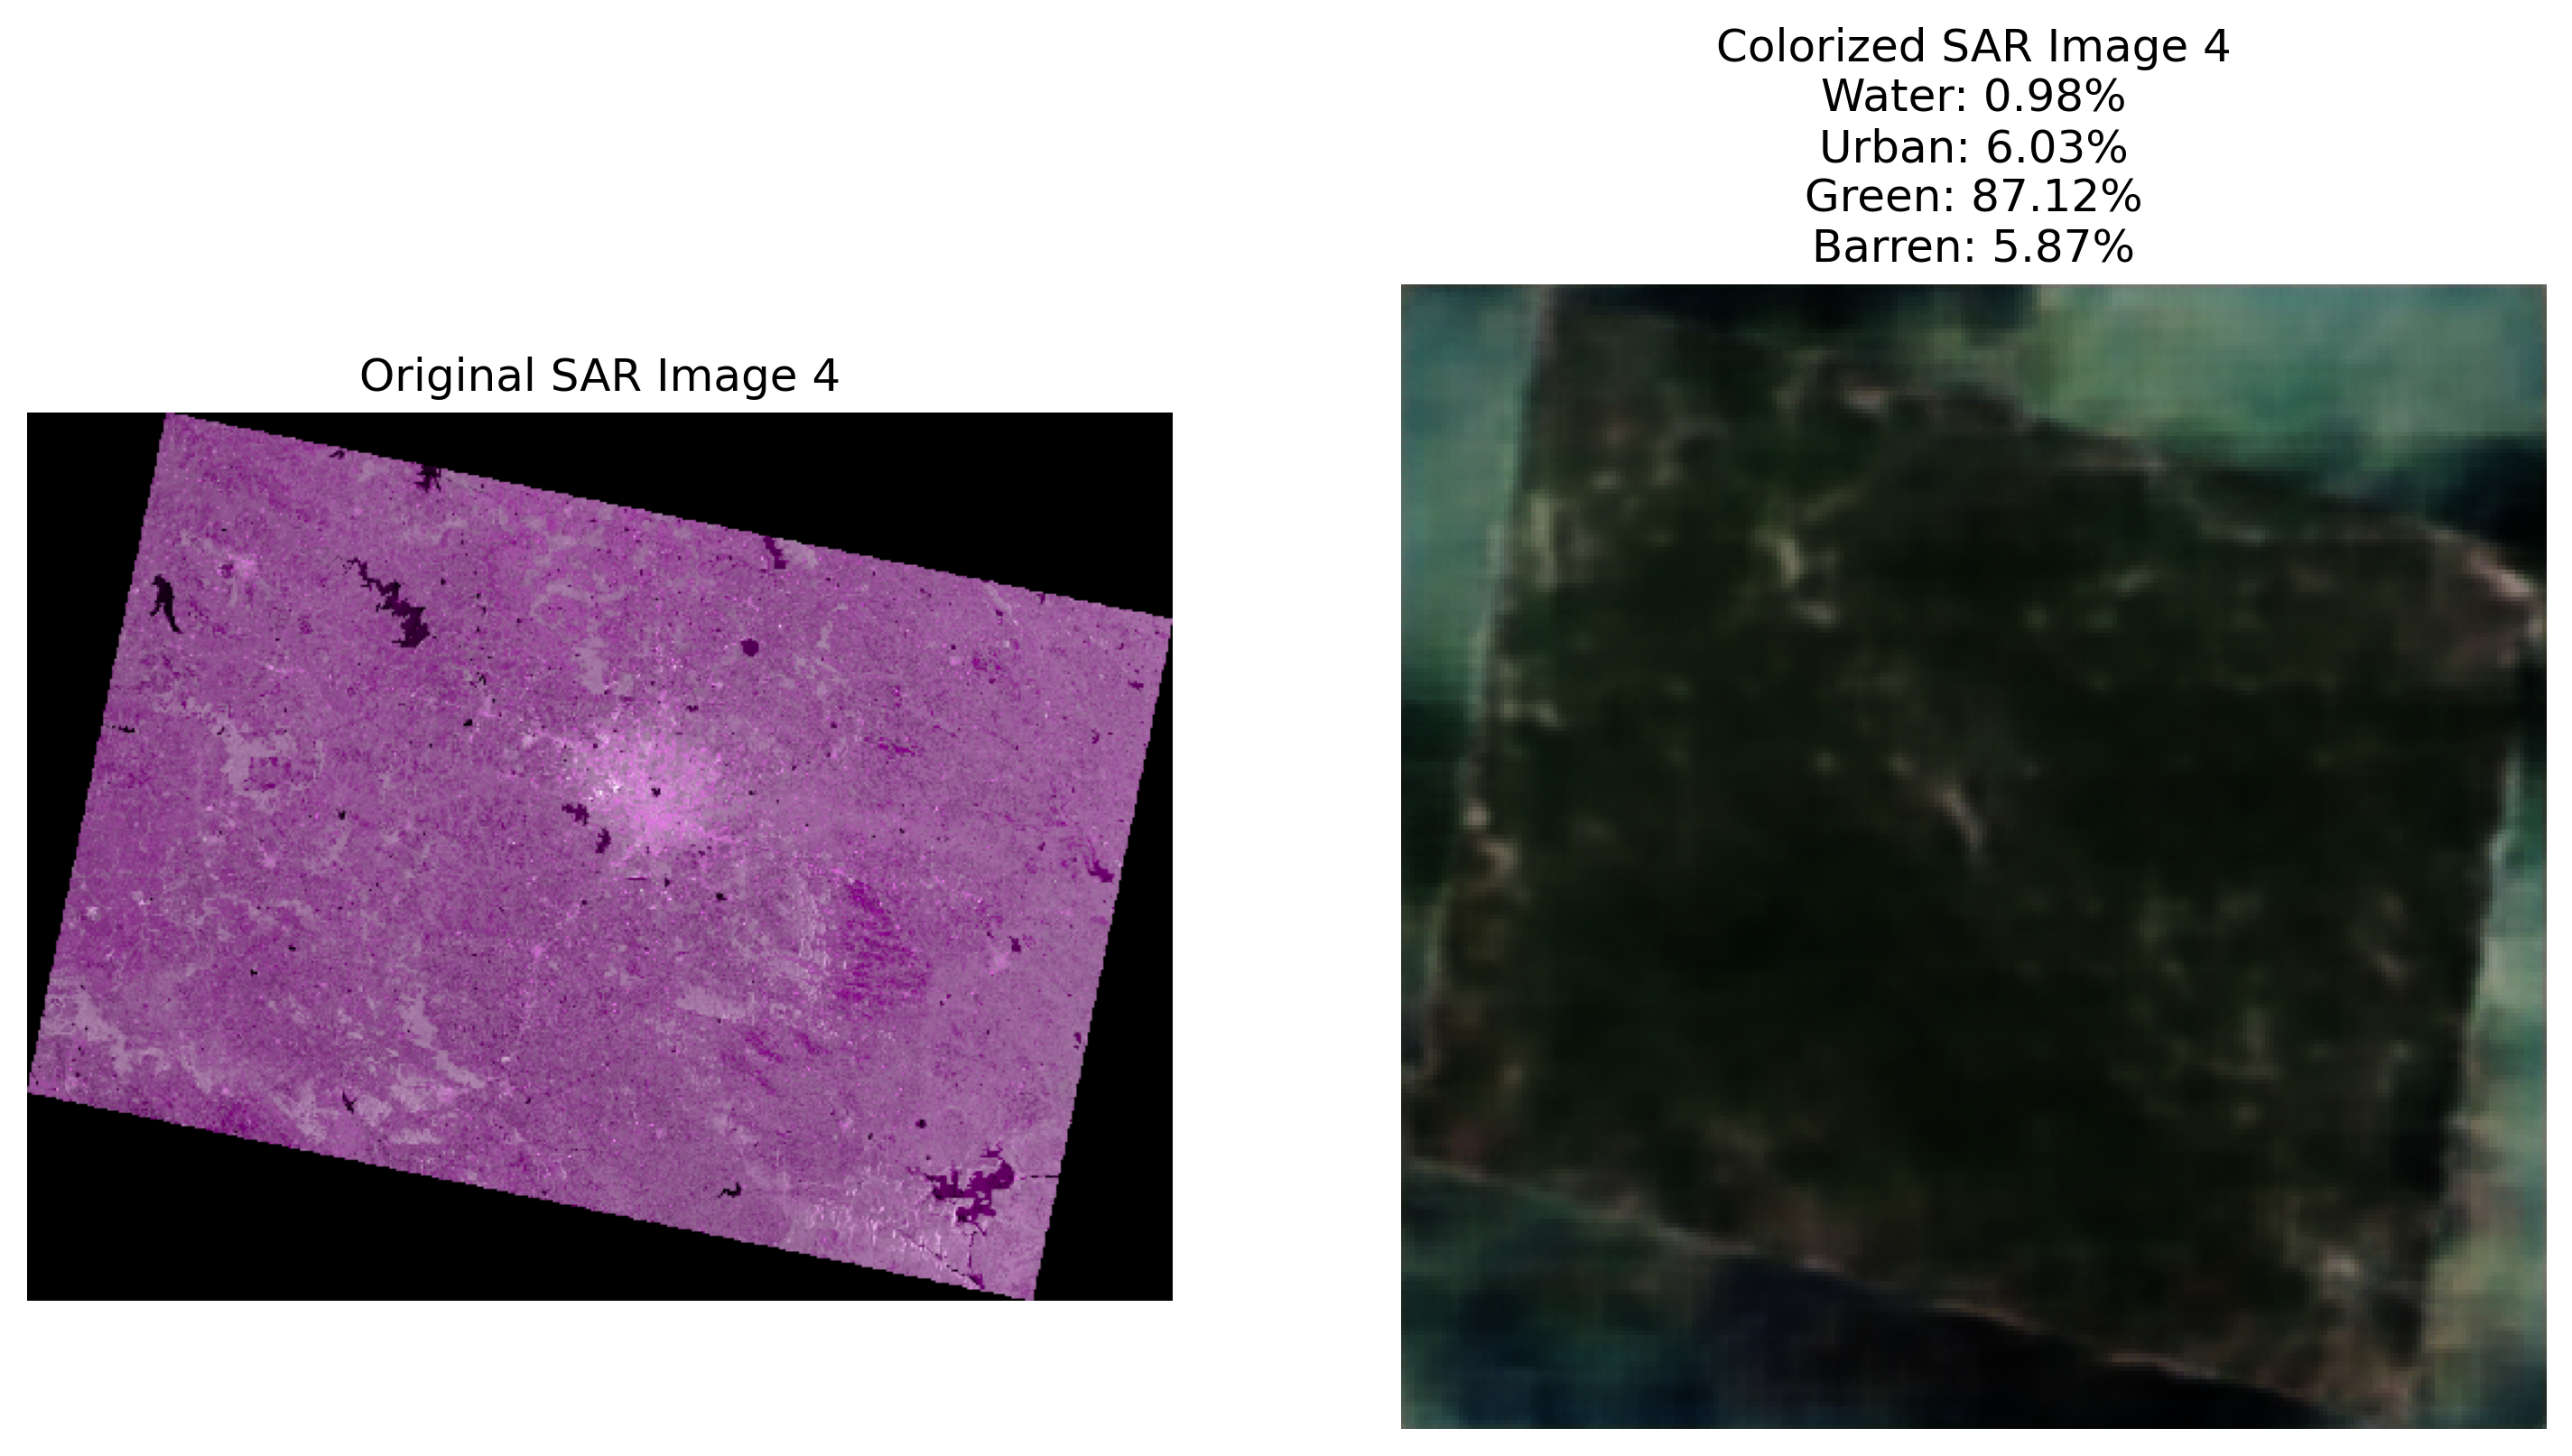 Original SAR Image 4
Colorized SAR Image 4
Water: 0.98%
Urban: 6.03%
Green: 87.12%
Barren: 5.87%